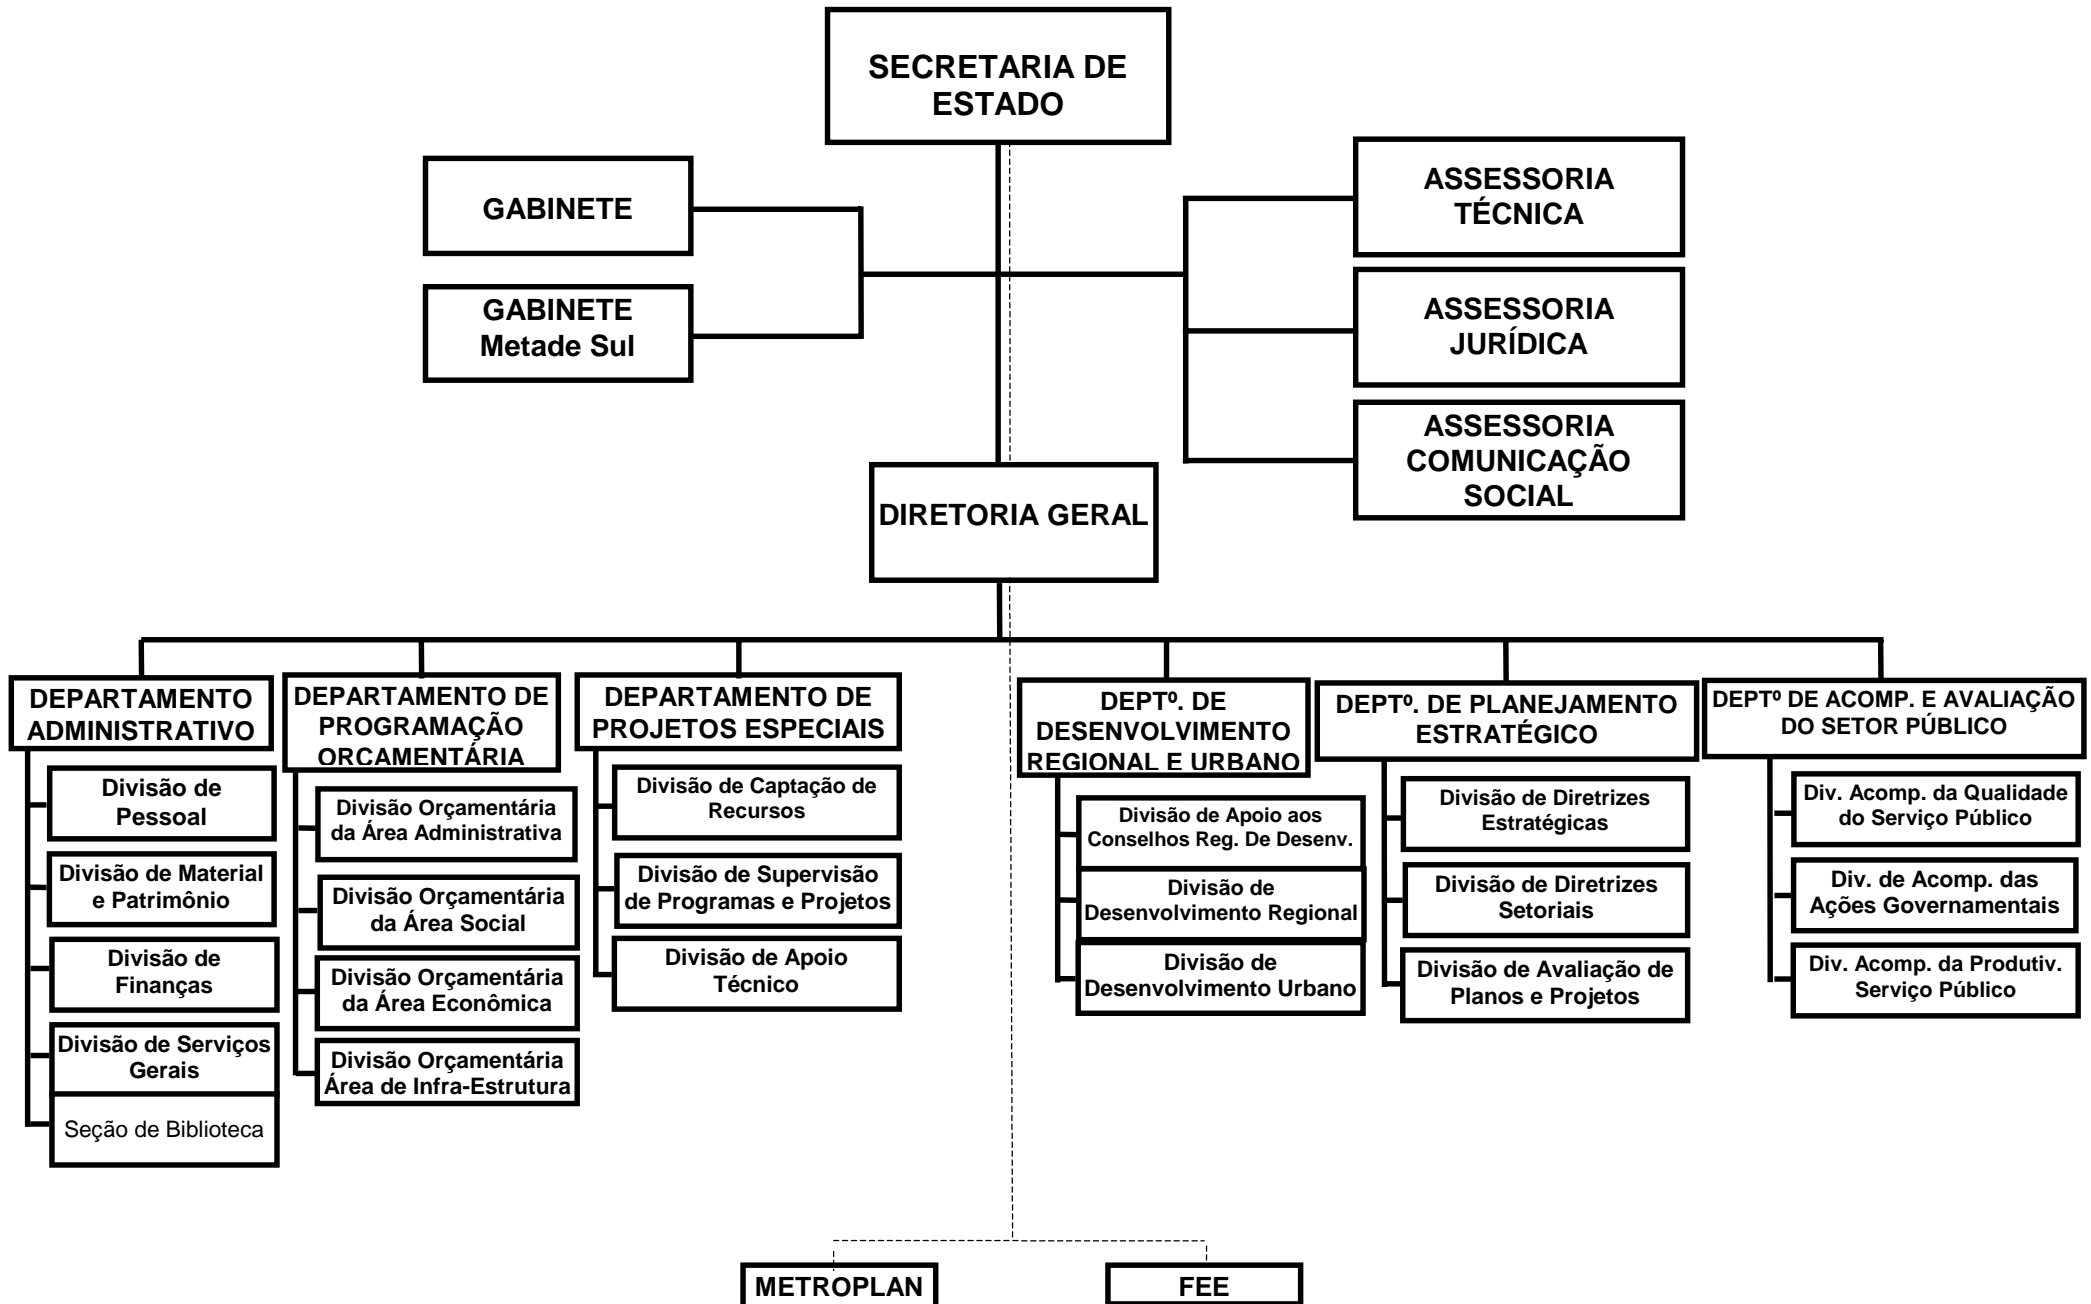 SECRETARIA DE
ESTADO
GABINETE
GABINETE
Metade Sul
ASSESSORIA
TÉCNICA
ASSESSORIA
JURÍDICA
ASSESSORIA
COMUNICAÇÃO
SOCIAL
DIRETORIA GERAL
DEPARTAMENTO
ADMINISTRATIVO
Divisão de
Pessoal
Divisão de Material
e Patrimônio
Divisão de
Finanças
Divisão de Serviços
Gerais
Seção de Biblioteca
DEPARTAMENTO DE
PROGRAMAÇÃO
ORÇAMENTÁRIA
Divisão Orçamentária
da Área Administrativa
Divisão Orçamentária
da Área Social
Divisão Orçamentária
da Área Econômica
Divisão Orçamentária
Área de Infra-Estrutura
DEPARTAMENTO DE
PROJETOS ESPECIAIS
Divisão de Captação de
Recursos
Divisão de Supervisão
de Programas e Projetos
Divisão de Apoio
Técnico
DEPTº. DE
DESENVOLVIMENTO
REGIONAL E URBANO
Divisão de Apoio aos
Conselhos Reg. De Desenv.
Divisão de
Desenvolvimento Regional
Divisão de
Desenvolvimento Urbano
DEPTº. DE PLANEJAMENTO
ESTRATÉGICO
Divisão de Diretrizes
Estratégicas
Divisão de Diretrizes
Setoriais
Divisão de Avaliação de
Planos e Projetos
DEPTº DE ACOMP. E AVALIAÇÃO
DO SETOR PÚBLICO
Div. Acomp. da Qualidade
do Serviço Público
Div. de Acomp. das
Ações Governamentais
Div. Acomp. da Produtiv.
Serviço Público
METROPLAN
FEE